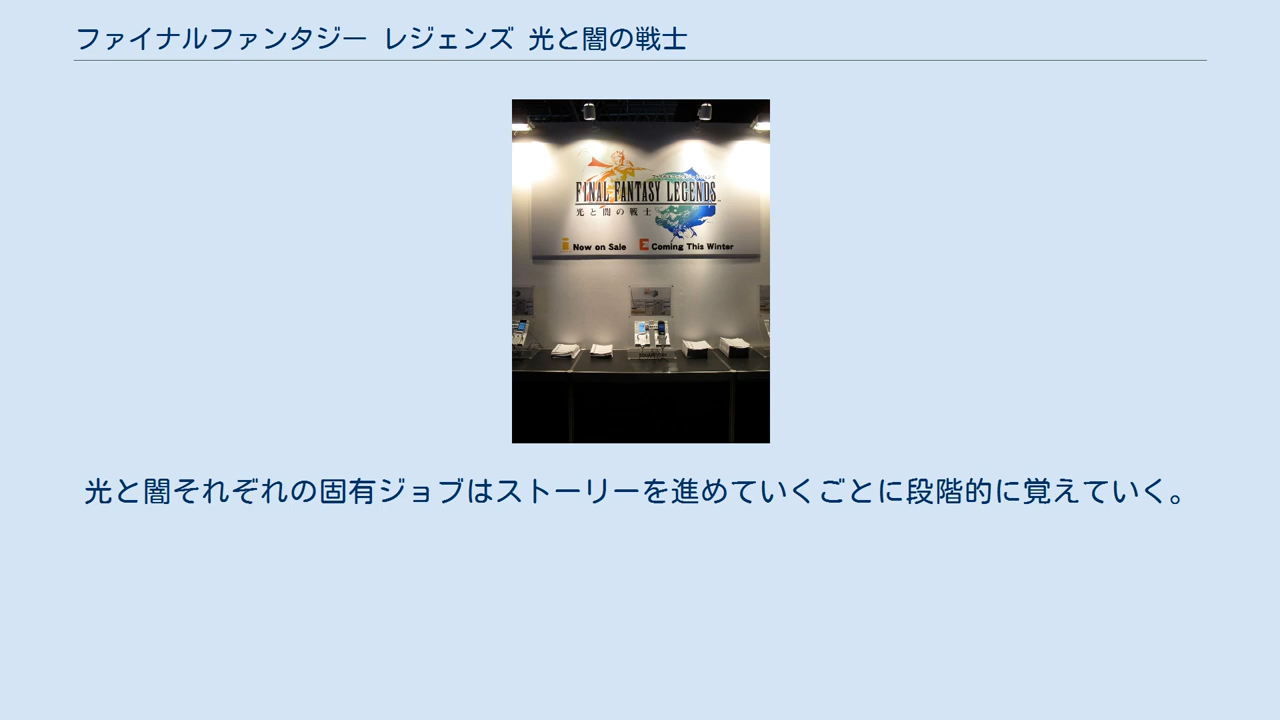 ファイナルファンタジー レジェンズ 光と闇の戦士
FINAL FANTASY LEGENDS
光と闇の戦士
i Now on Sale E Coming This Winter
光と闇それぞれの固有ジョブはストーリーを進めていくごとに段階的に覚えていく。